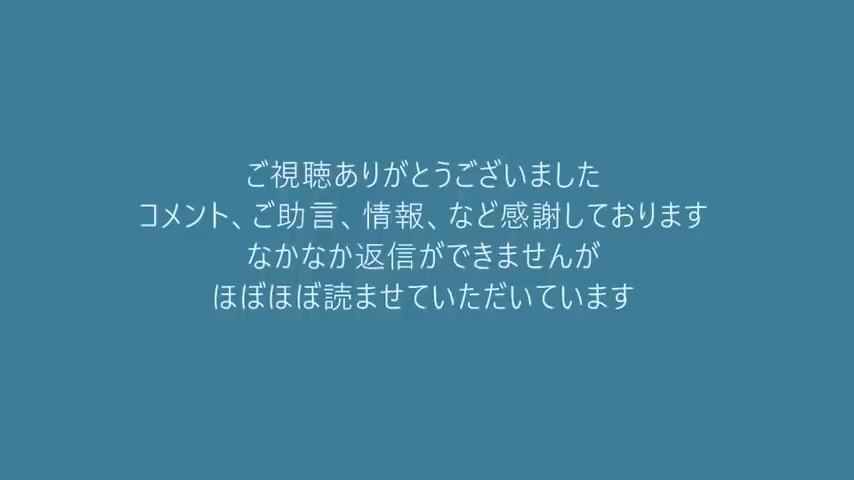 ご視聴ありがとうございました
コメント、ご助言、情報、など感謝しております
なかなか返信ができませんが
ほぼほぼ読ませていただいています